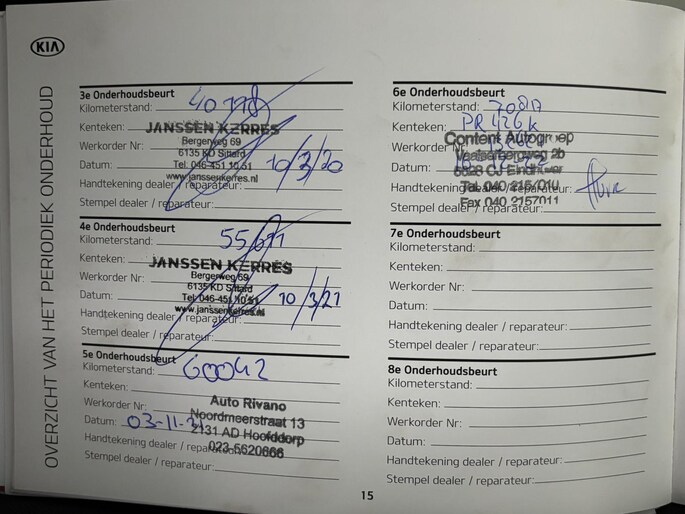 KIA
OVERZICHT VAN HET PERIODIEK ONDERHOUD
3e Onderhoudsbeurt
Kilometerstand: 40778
Kenteken:
JANSSEN KERRES
Werkorder Nr:
Bergerweg 69
6135 KD Sittard
Datum: 10/3/20
Tel. 046-451 10 51
www.janssenkerres.nl
Handtekening dealer / reparateur:
Stempel dealer / reparateur:
4e Onderhoudsbeurt
Kilometerstand: 55611
Kenteken:
JANSSEN KERRES
Werkorder Nr:
Bergerweg 69
6135 KD Sittard
Datum: 10/3/21
Tel. 046-451 10 51
www.janssenkerres.nl
Handtekening dealer / reparateur:
Stempel dealer / reparateur:
5e Onderhoudsbeurt
Kilometerstand: 60042
Kenteken:
Werkorder Nr:
Auto Rivano
Noordmeerstraat 13
Datum: 03-11-
2131 AD Hoofddorp
Handtekening dealer / reparateur:
023-5620666
Stempel dealer / reparateur:
6e Onderhoudsbeurt
Kilometerstand:
Kenteken: PR426K
Werkorder Nr:
Content Autogroep
Datum:
Handtekening dealer / reparateur:
Tel. 040
Stempel dealer / reparateur:
Fax 040 2157011
7e Onderhoudsbeurt
Kilometerstand:
Kenteken:
Werkorder Nr:
Datum:
Handtekening dealer / reparateur:
Stempel dealer / reparateur:
8e Onderhoudsbeurt
Kilometerstand:
Kenteken:
Werkorder Nr:
Datum:
Handtekening dealer / reparateur:
Stempel dealer / reparateur:
15